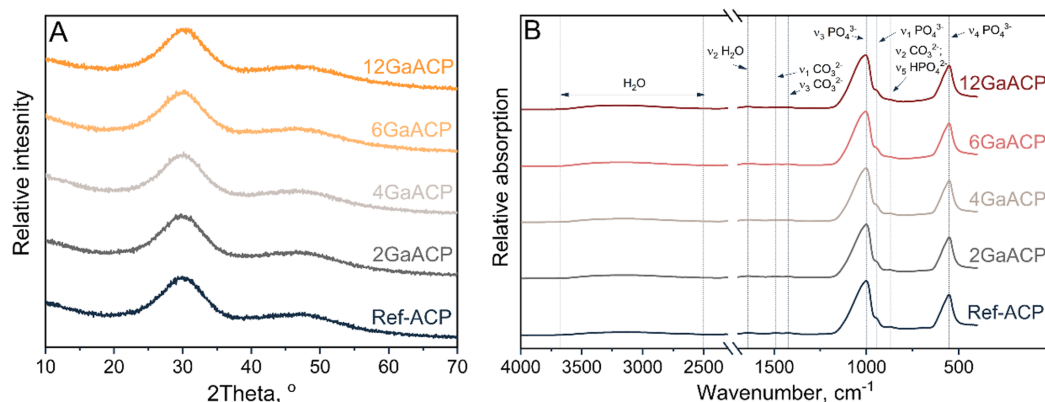 A
12GaACP
6GaACP
4GaACP
2GaACP
Ref-ACP
Relative intesnity
10 20 30 40 50 60 70
2Theta, °
B
ν₃ PO₄³⁻
ν₁ PO₄³⁻
ν₄ PO₄³⁻
ν₂ H₂O
ν₂ CO₃²⁻;
ν₁ CO₃²⁻
ν₅ HPO₄²⁻
H₂O
ν₃ CO₃²⁻
12GaACP
6GaACP
4GaACP
2GaACP
Ref-ACP
Relative absorption
4000 3500 3000 2500 1500 1000 500
Wavenumber, cm⁻¹